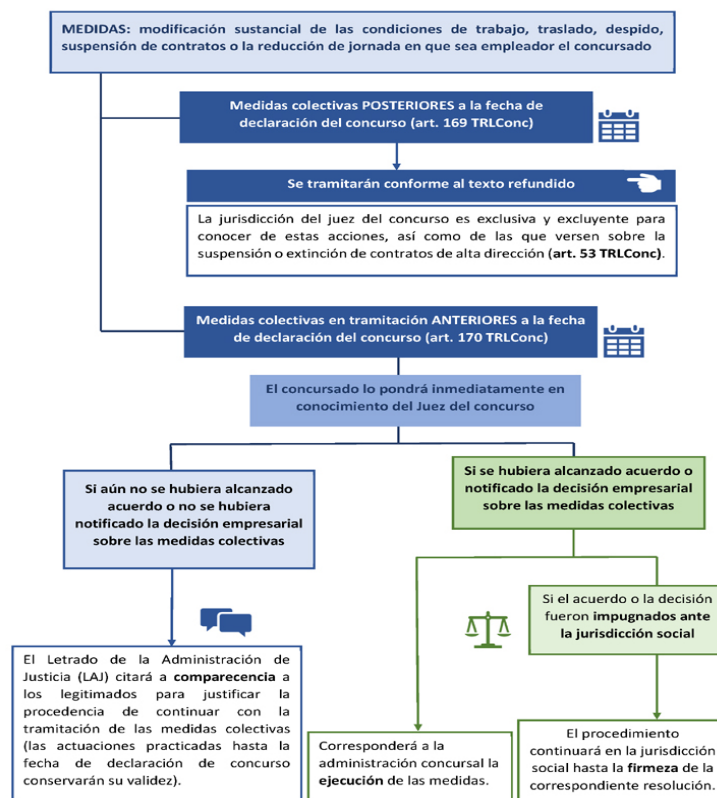 MEDIDAS: modificación sustancial de las condiciones de trabajo, traslado, despido,
suspensión de contratos o la reducción de jornada en que sea empleador el concursado
Medidas colectivas POSTERIORES a la fecha de
declaración del concurso (art. 169 TRLConc)
Se tramitarán conforme al texto refundido
La jurisdicción del juez del concurso es exclusiva y excluyente para
conocer de estas acciones, así como de las que versen sobre la
suspensión o extinción de contratos de alta dirección (art. 53 TRLConc).
Medidas colectivas en tramitación ANTERIORES a la fecha
de declaración del concurso (art. 170 TRLConc)
El concursado lo pondrá inmediatamente en
conocimiento del Juez del concurso
Si aún no se hubiera alcanzado
acuerdo o no se hubiera
notificado la decisión empresarial
sobre las medidas colectivas
Si se hubiera alcanzado acuerdo o
notificado la decisión empresarial
sobre las medidas colectivas
Si el acuerdo o la decisión
fueron impugnados ante
la jurisdicción social
El Letrado de la Administración de
Justicia (LAJ) citará a comparecencia a
los legitimados para justificar la
procedencia de continuar con la
tramitación de las medidas colectivas
(las actuaciones practicadas hasta la
fecha de declaración de concurso
conservarán su validez).
Corresponderá a la
administración concursal la
ejecución de las medidas.
El procedimiento
continuará en la jurisdicción
social hasta la firmeza de la
correspondiente resolución.